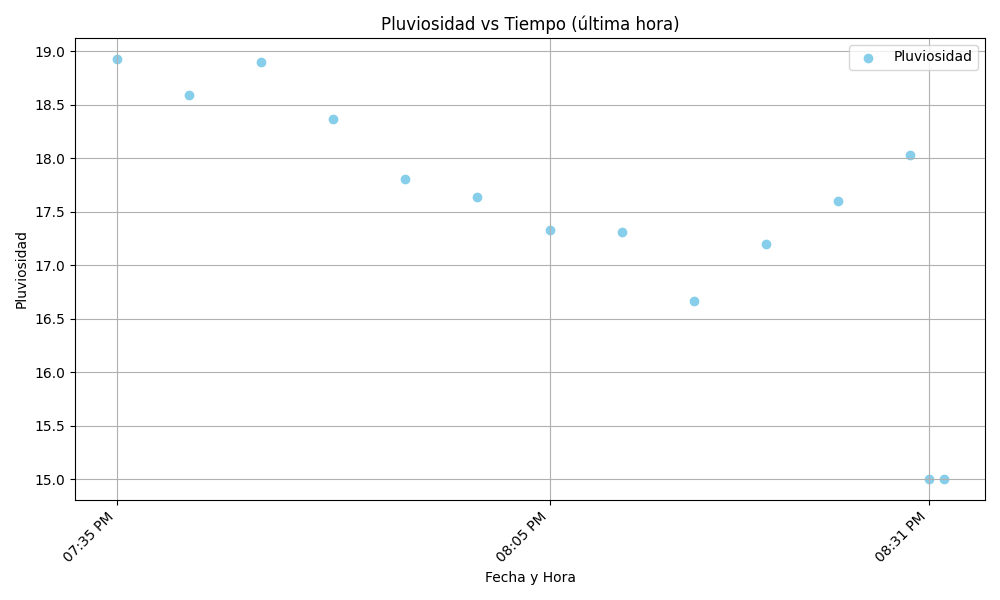 Pluviosidad vs Tiempo (última hora)
Pluviosidad
19.0
18.5
18.0
17.5
17.0
16.5
16.0
15.5
15.0
Pluviosidad
07:35 PM
08:05 PM
08:31 PM
Fecha y Hora